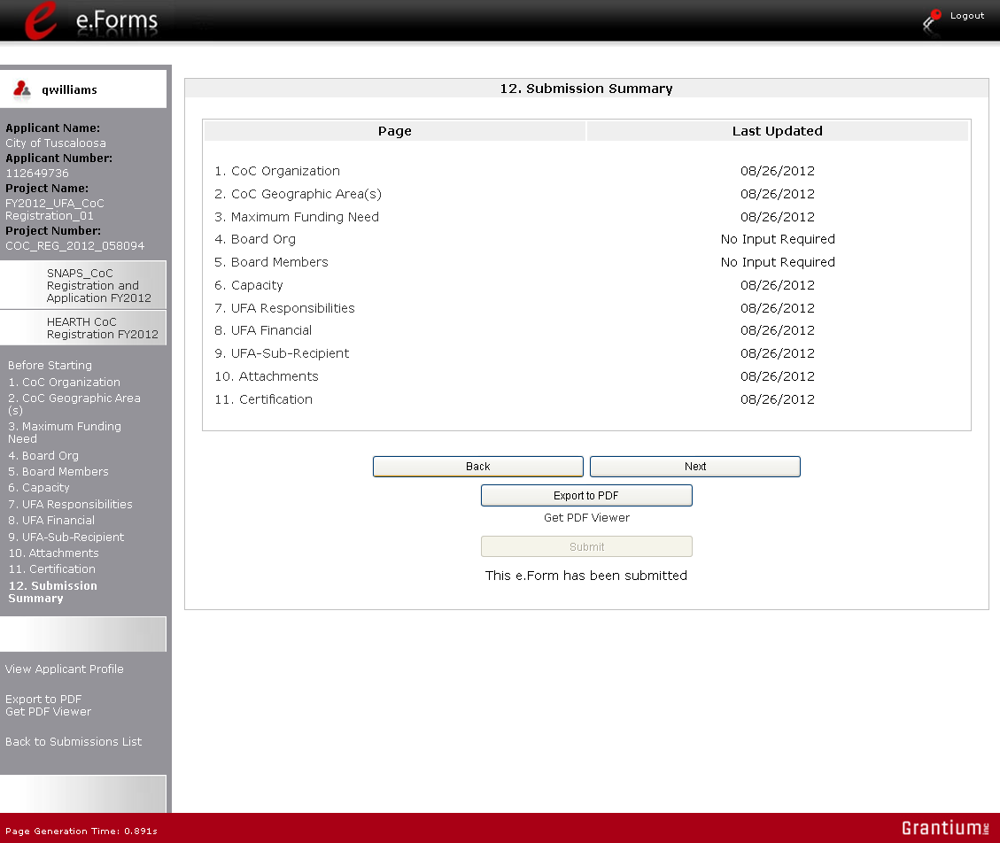 e e.Forms
Logout
qwilliams
Applicant Name:
City of Tuscaloosa
Applicant Number:
112649736
Project Name:
FY2012_UFA_CoC
Registration_01
Project Number:
COC_REG_2012_058094
SNAPS_CoC
Registration and
Application FY2012
HEARTH CoC
Registration FY2012
Before Starting
1. CoC Organization
2. CoC Geographic Area
(s)
3. Maximum Funding
Need
4. Board Org
5. Board Members
6. Capacity
7. UFA Responsibilities
8. UFA Financial
9. UFA-Sub-Recipient
10. Attachments
11. Certification
12. Submission
Summary
View Applicant Profile
Export to PDF
Get PDF Viewer
Back to Submissions List
12. Submission Summary
Page Last Updated
1. CoC Organization 08/26/2012
2. CoC Geographic Area(s) 08/26/2012
3. Maximum Funding Need 08/26/2012
4. Board Org No Input Required
5. Board Members No Input Required
6. Capacity 08/26/2012
7. UFA Responsibilities 08/26/2012
8. UFA Financial 08/26/2012
9. UFA-Sub-Recipient 08/26/2012
10. Attachments 08/26/2012
11. Certification 08/26/2012
Back Next
Export to PDF
Get PDF Viewer
Submit
This e.Form has been submitted
Page Generation Time: 0.891s
Grantium INC